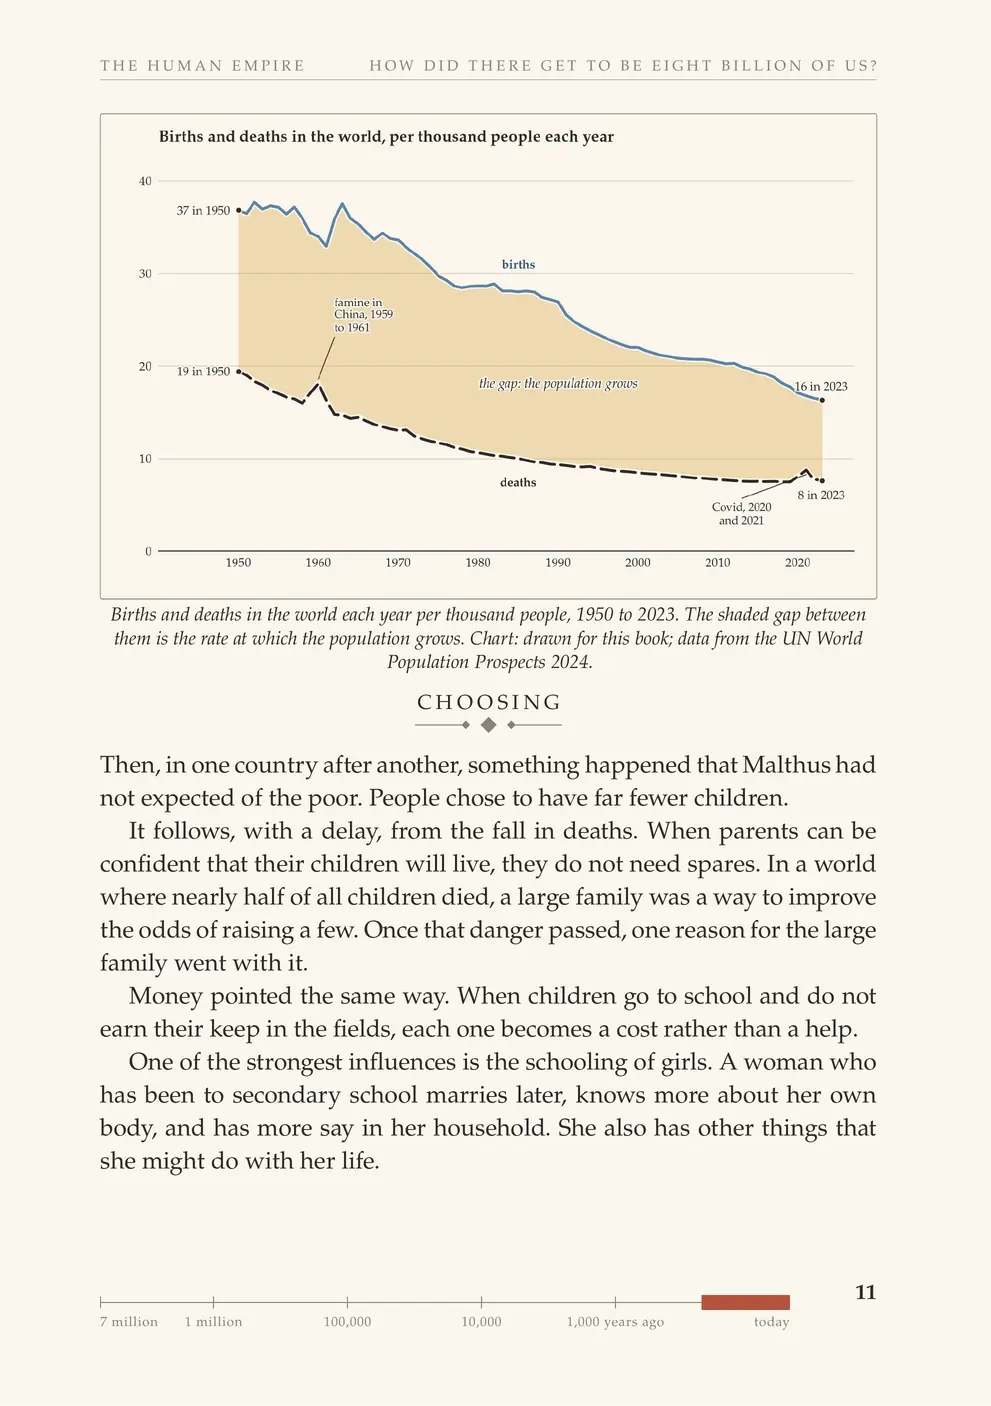 THE HUMAN EMPIRE HOW DID THERE GET TO BE EIGHT BILLION OF US?
Births and deaths in the world, per thousand people each year
40
37 in 1950
births
30
famine in
China, 1959
to 1961
20
19 in 1950
the gap: the population grows
16 in 2023
10
deaths
8 in 2023
Covid, 2020
and 2021
0
1950 1960 1970 1980 1990 2000 2010 2020
Births and deaths in the world each year per thousand people, 1950 to 2023. The shaded gap between
them is the rate at which the population grows. Chart: drawn for this book; data from the UN World
Population Prospects 2024.
CHOOSING
Then, in one country after another, something happened that Malthus had
not expected of the poor. People chose to have far fewer children.
It follows, with a delay, from the fall in deaths. When parents can be
confident that their children will live, they do not need spares. In a world
where nearly half of all children died, a large family was a way to improve
the odds of raising a few. Once that danger passed, one reason for the large
family went with it.
Money pointed the same way. When children go to school and do not
earn their keep in the fields, each one becomes a cost rather than a help.
One of the strongest influences is the schooling of girls. A woman who
has been to secondary school marries later, knows more about her own
body, and has more say in her household. She also has other things that
she might do with her life.
11
7 million 1 million 100,000 10,000 1,000 years ago today